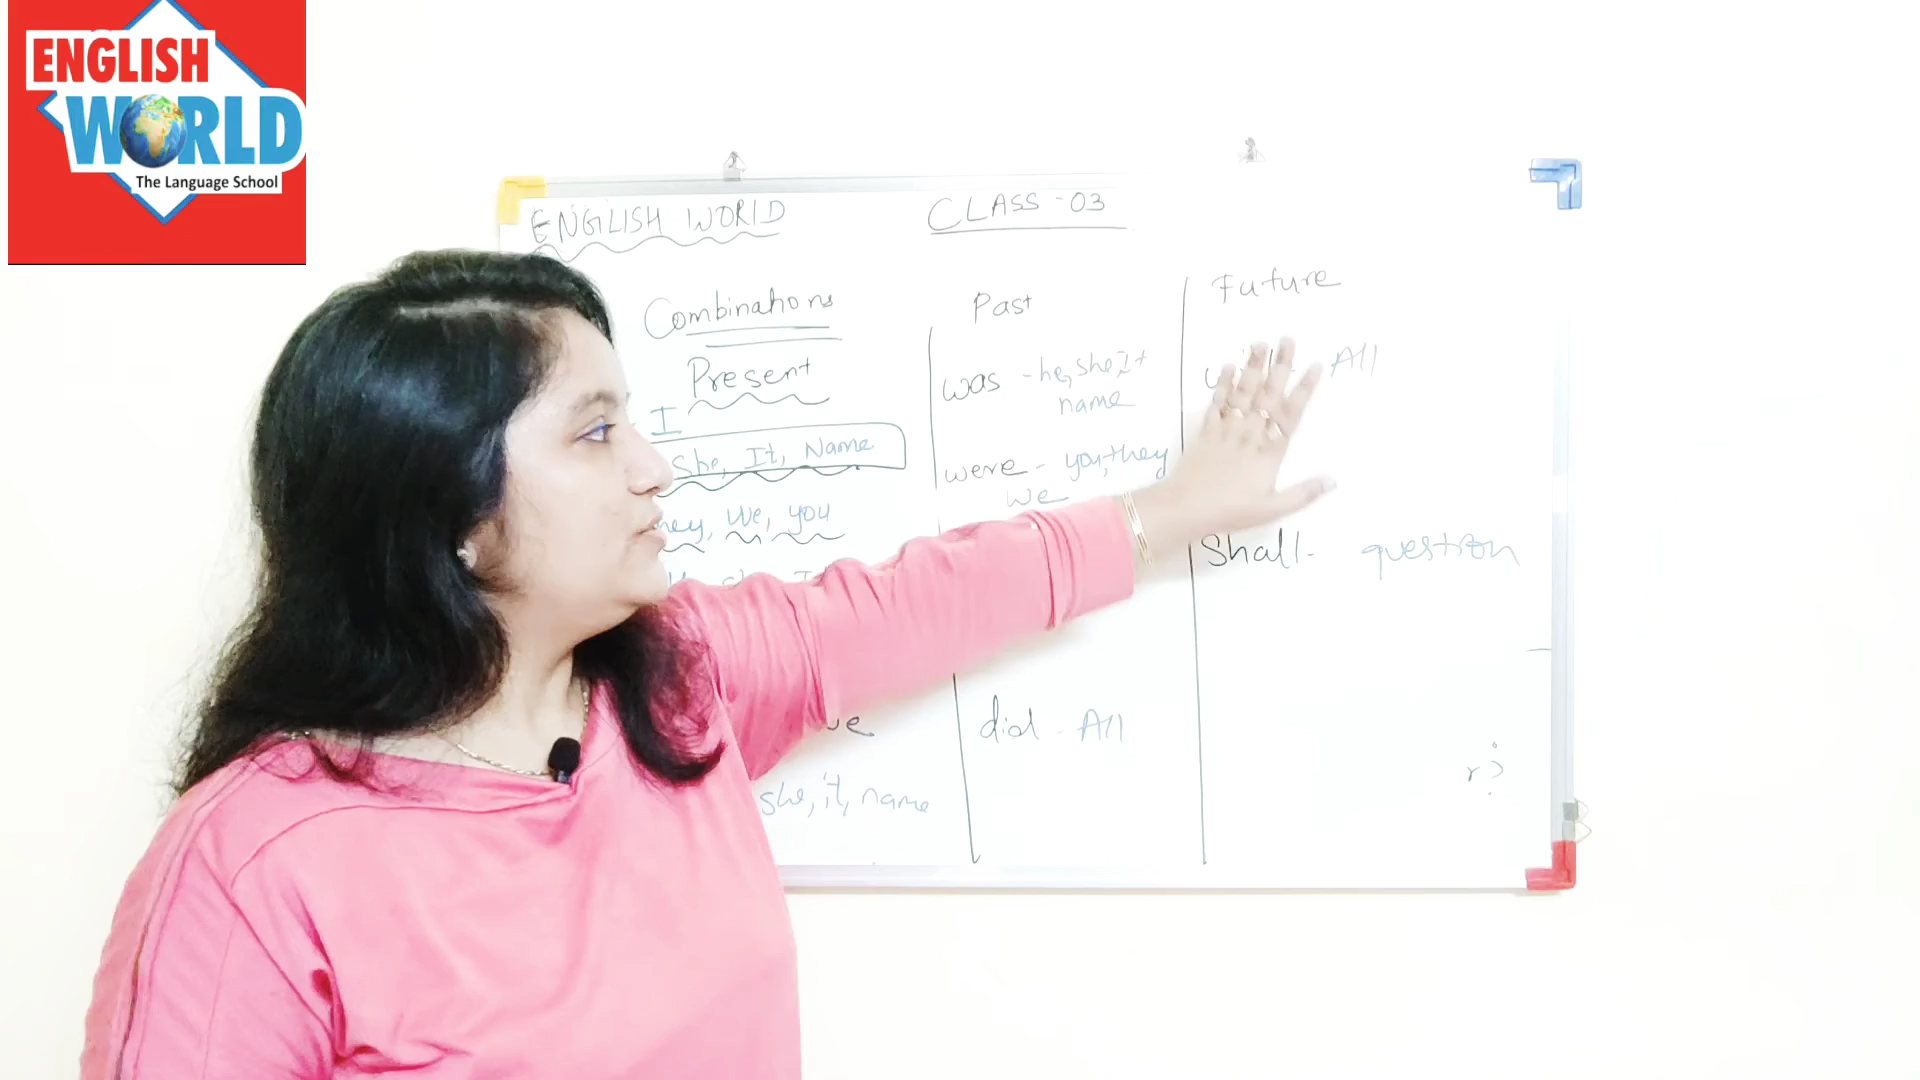 ENGLISH
WORLD
The Language School
ENGLISH WORLD
CLASS-03
Combinations
Present
I
She, It, Name
we, you
she, it, name
Past
was - he, she, It
name
were - you, they
we
did - All
Future
All
Shall - question